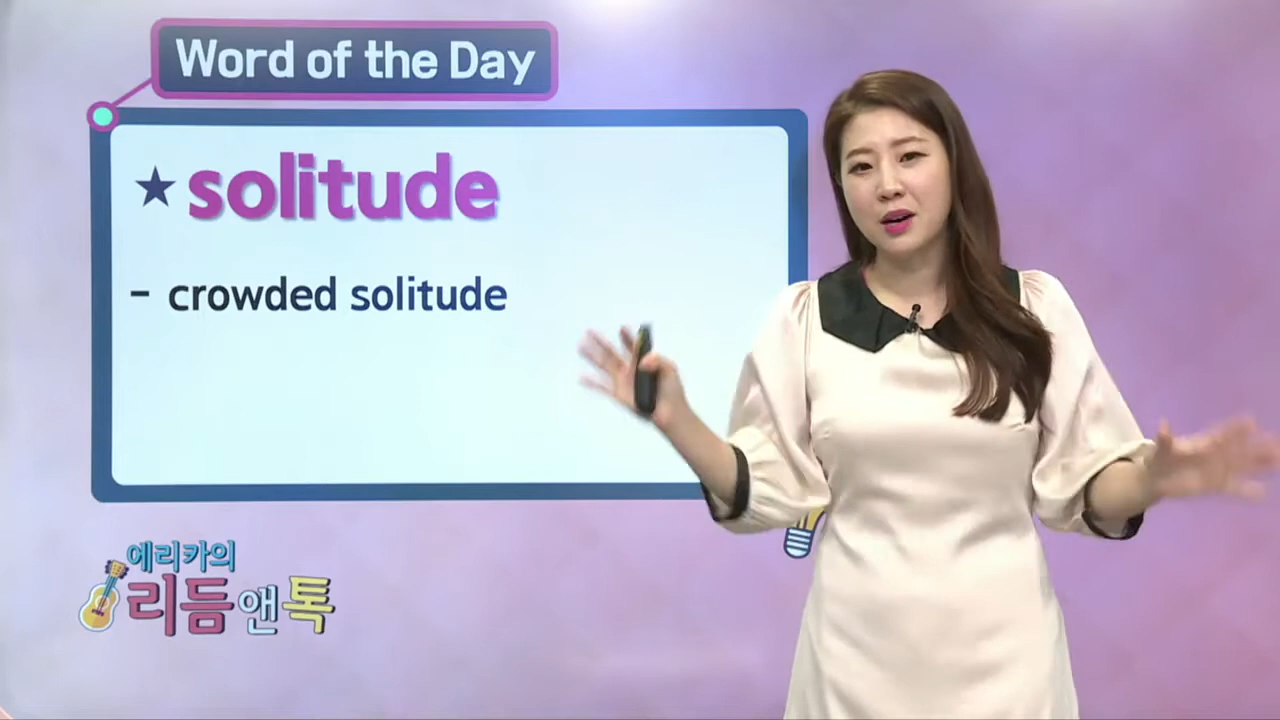 Word of the Day
★ solitude
- crowded solitude
에리카의
리듬앤톡